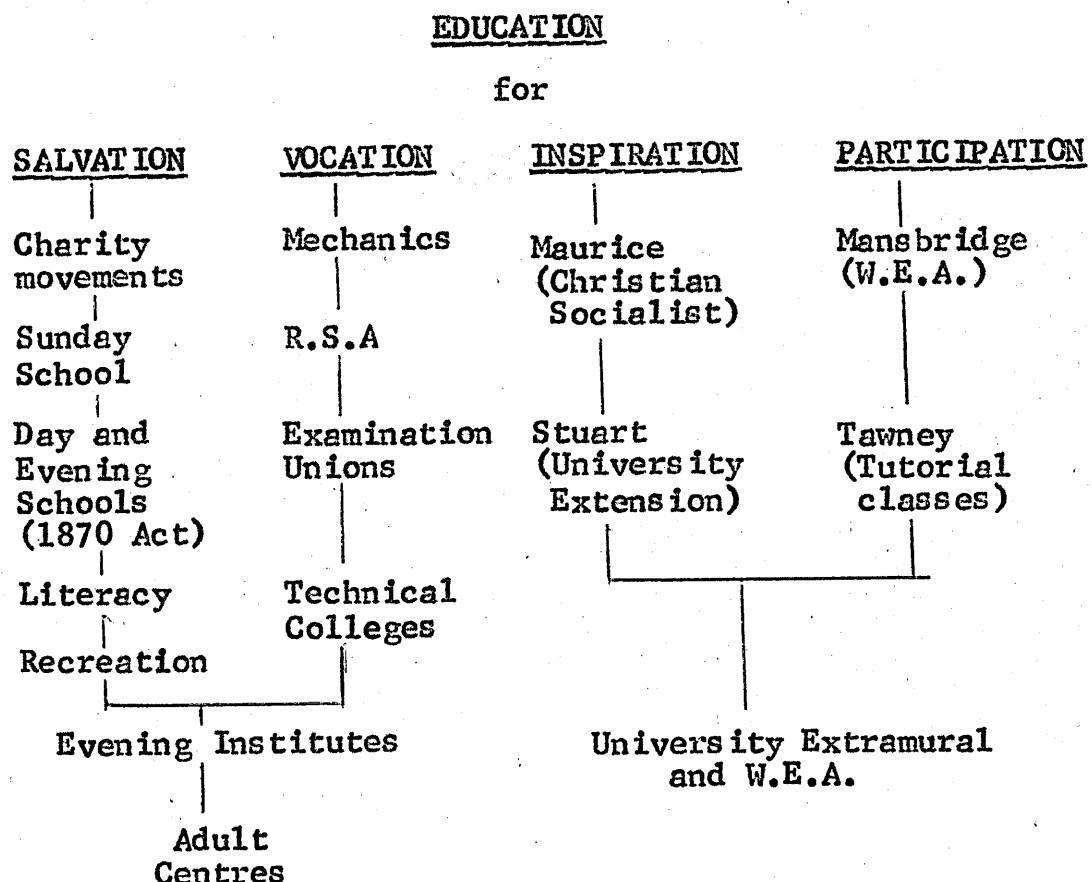 EDUCATION
for
SALVATION
Charity
movements
Sunday
School
Day and
Evening
Schools
(1870 Act)
Literacy
Recreation
VOCATION
Mechanics
R.S.A
Examination
Unions
Technical
Colleges
INSPIRATION
Maurice
(Christian
Socialist)
Stuart
(University
Extension)
PARTICIPATION
Mansbridge
(W.E.A.)
Tawney
(Tutorial
classes)
Evening Institutes
Adult
Centres
University Extramural
and W.E.A.